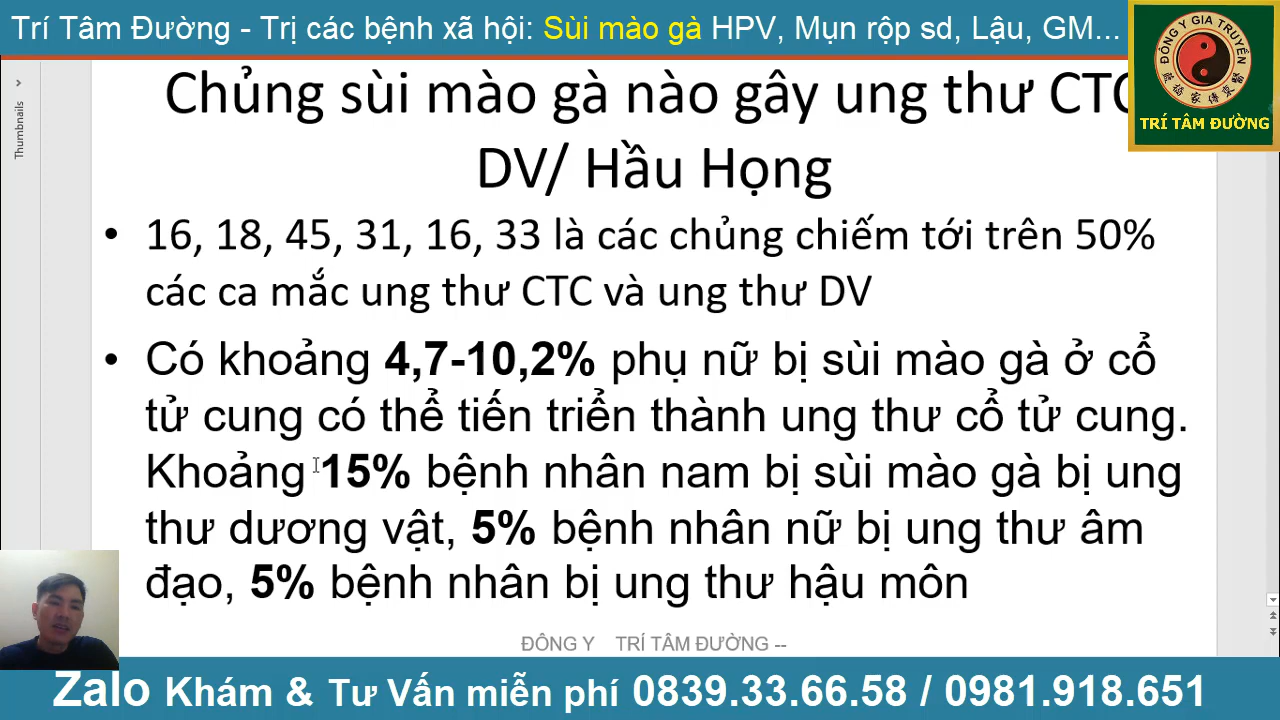 Trí Tâm Đường - Trị các bệnh xã hội: Sùi mào gà HPV, Mụn rộp sd, Lậu, GM...
ĐÔNG Y GIA TRUYỀN
TRÍ TÂM ĐƯỜNG
Thumbnails
Chủng sùi mào gà nào gây ung thư CTC
DV/ Hầu Họng
• 16, 18, 45, 31, 16, 33 là các chủng chiếm tới trên 50%
các ca mắc ung thư CTC và ung thư DV
• Có khoảng 4,7-10,2% phụ nữ bị sùi mào gà ở cổ
tử cung có thể tiến triển thành ung thư cổ tử cung.
Khoảng 15% bệnh nhân nam bị sùi mào gà bị ung
thư dương vật, 5% bệnh nhân nữ bị ung thư âm
đạo, 5% bệnh nhân bị ung thư hậu môn
ĐÔNG Y TRÍ TÂM ĐƯỜNG --
Zalo Khám & Tư Vấn miễn phí 0839.33.66.58 / 0981.918.651